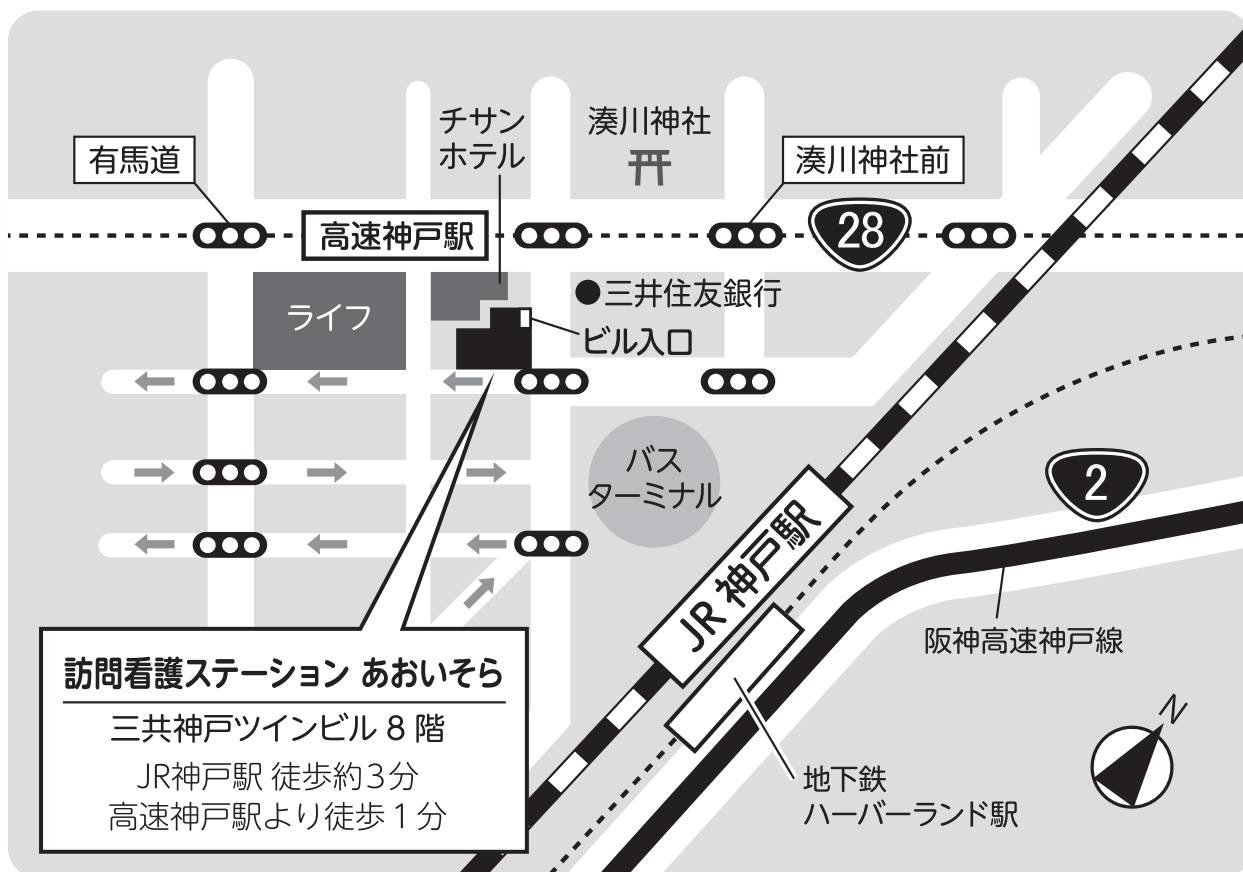 チサン
ホテル
湊川神社
有馬道
湊川神社前
高速神戸駅
28
ライフ
●三井住友銀行
ビル入口
バス
ターミナル
2
JR 神戸駅
阪神高速神戸線
訪問看護ステーション あおいそら
三共神戸ツインビル 8 階
JR神戸駅 徒歩約3分
高速神戸駅より徒歩1分
地下鉄
ハーバーランド駅
N